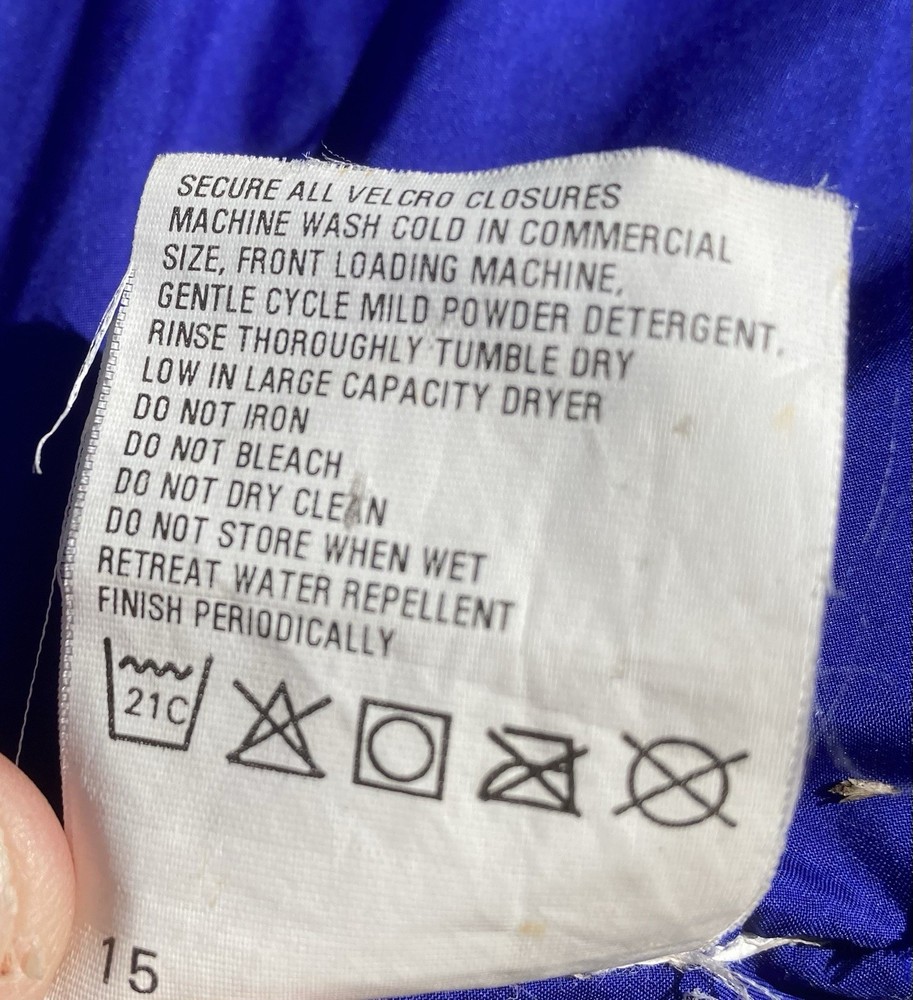 SECURE ALL VELCRO CLOSURES
MACHINE WASH COLD IN COMMERCIAL
SIZE, FRONT LOADING MACHINE,
GENTLE CYCLE MILD POWDER DETERGENT.
RINSE THOROUGHLY TUMBLE DRY
LOW IN LARGE CAPACITY DRYER
DO NOT IRON
DO NOT BLEACH
DO NOT DRY CLEAN
DO NOT STORE WHEN WET
RETREAT WATER REPELLENT
FINISH PERIODICALLY
21C
15